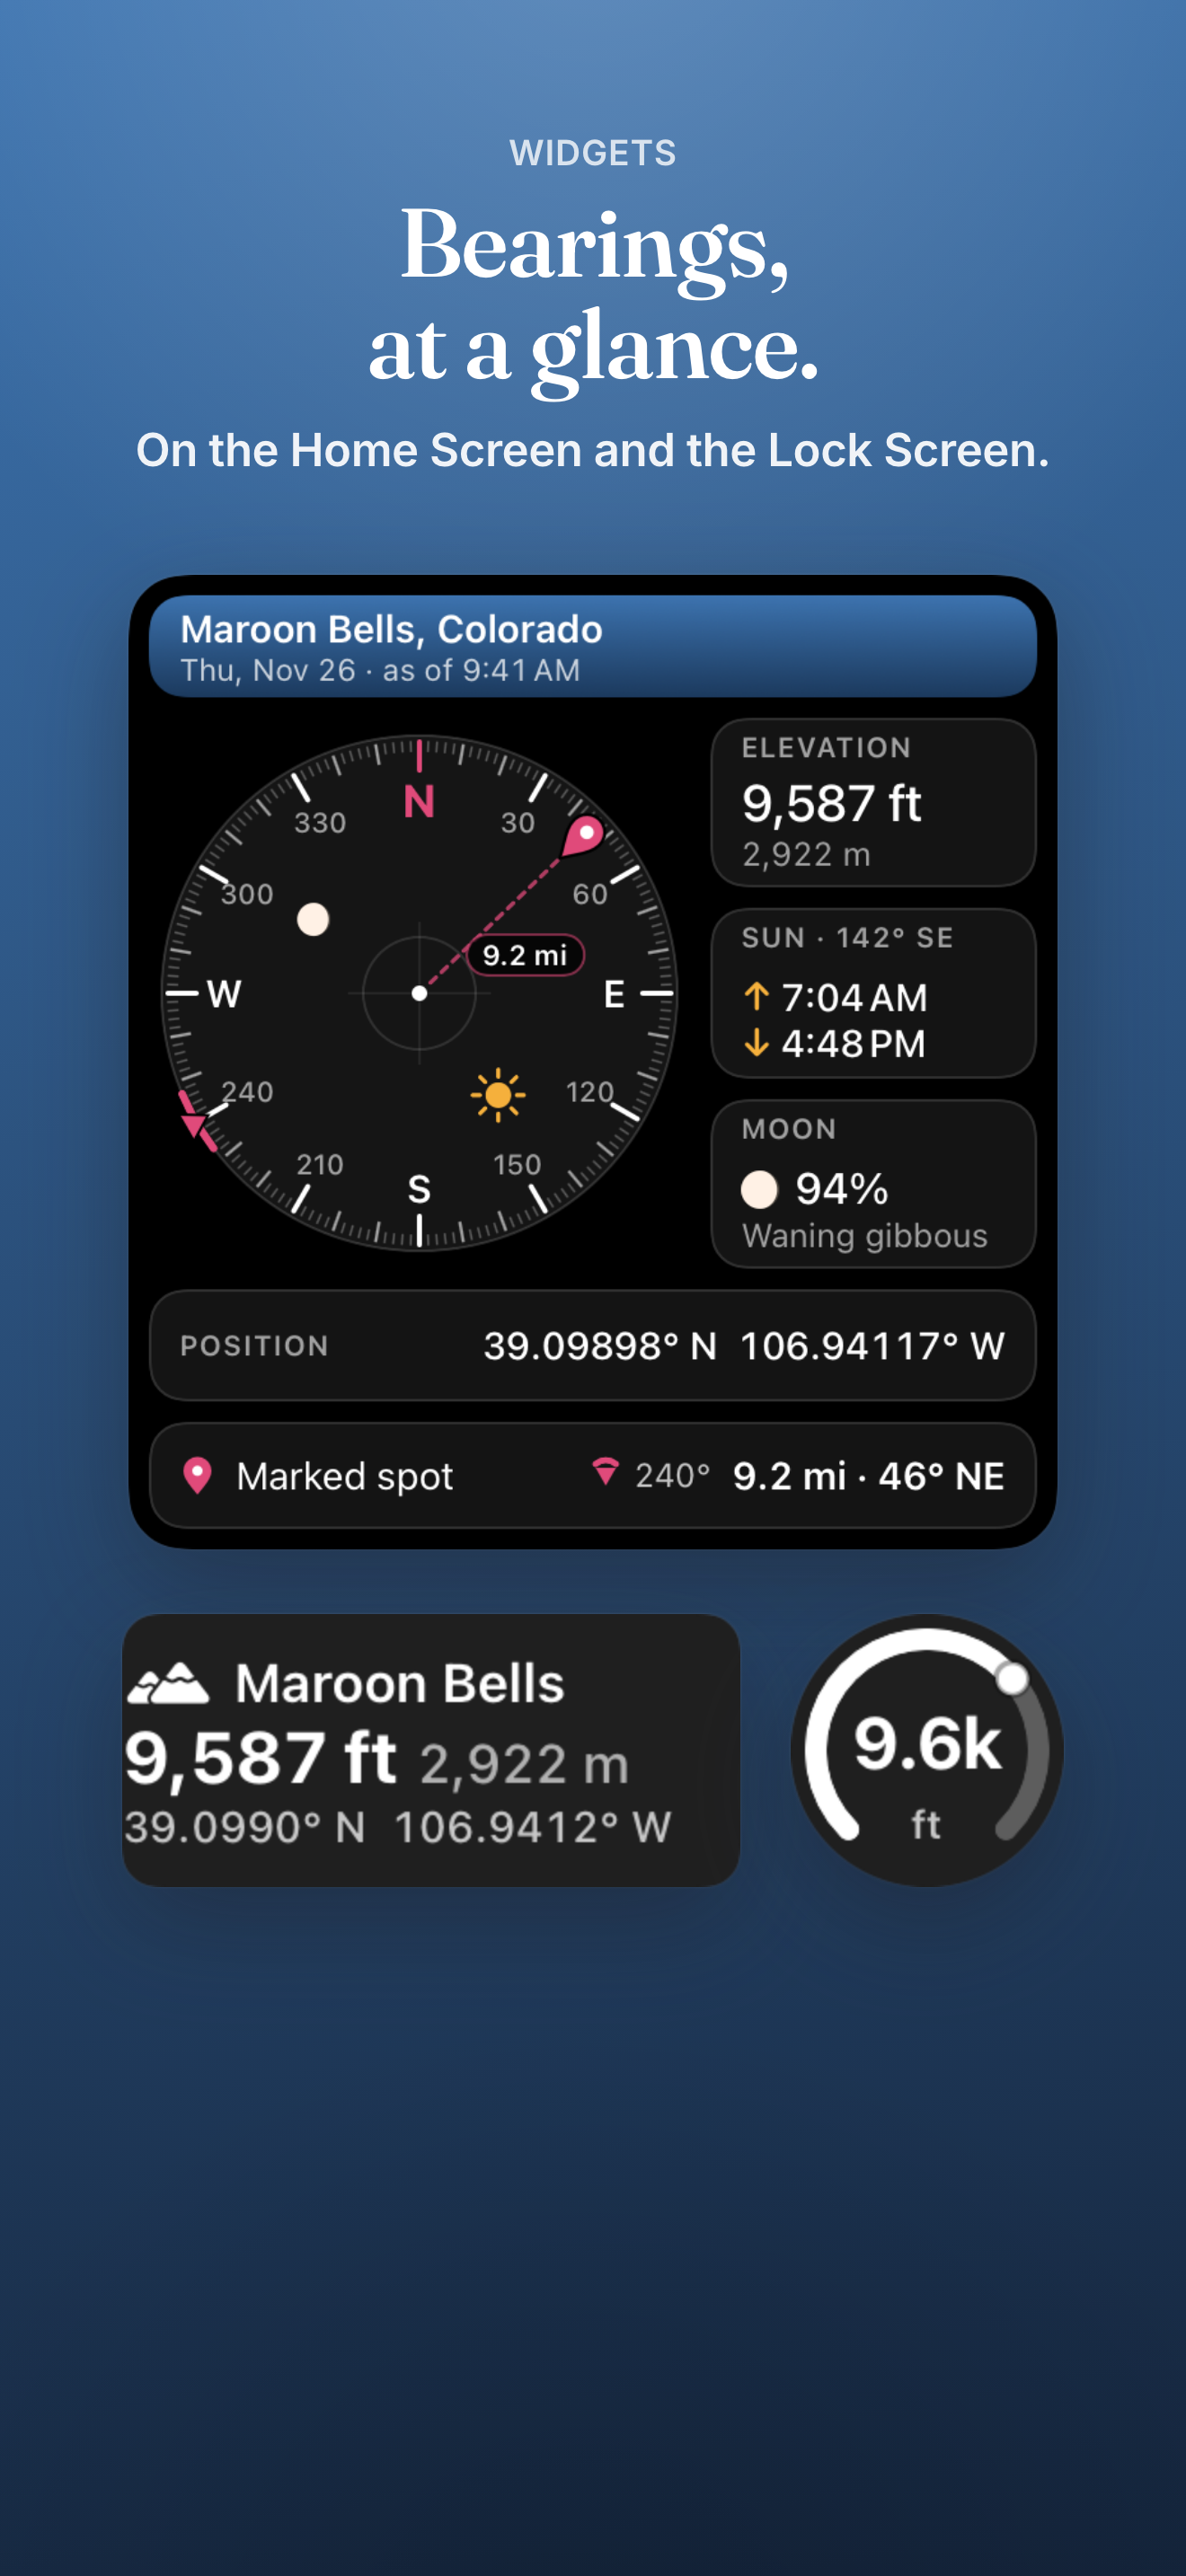 WIDGETS
Bearings,
at a glance.
On the Home Screen and the Lock Screen.
Maroon Bells, Colorado
Thu, Nov 26 · as of 9:41 AM
N
330
30
300
60
9.2 mi
W
E
240
120
210
150
S
ELEVATION
9,587 ft
2,922 m
SUN · 142° SE
↑ 7:04 AM
↓ 4:48 PM
MOON
94%
Waning gibbous
POSITION 39.09898° N 106.94117° W
Marked spot 240° 9.2 mi · 46° NE
Maroon Bells
9,587 ft 2,922 m
39.0990° N 106.9412° W
9.6k
ft